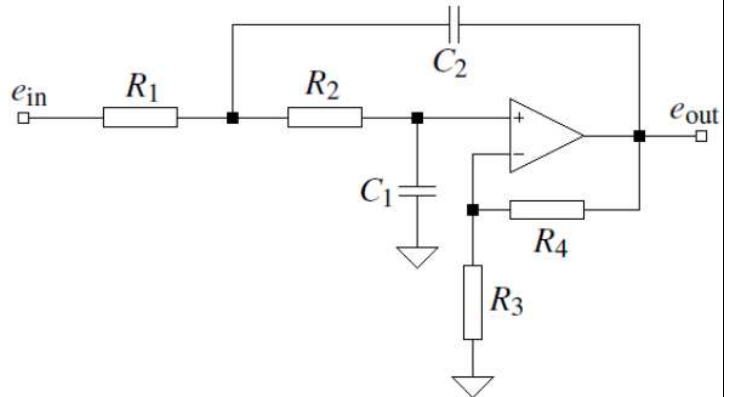 C₂
eᵢₙ
R₁
R₂
+
eₒᵤₜ
−
C₁
R₄
R₃